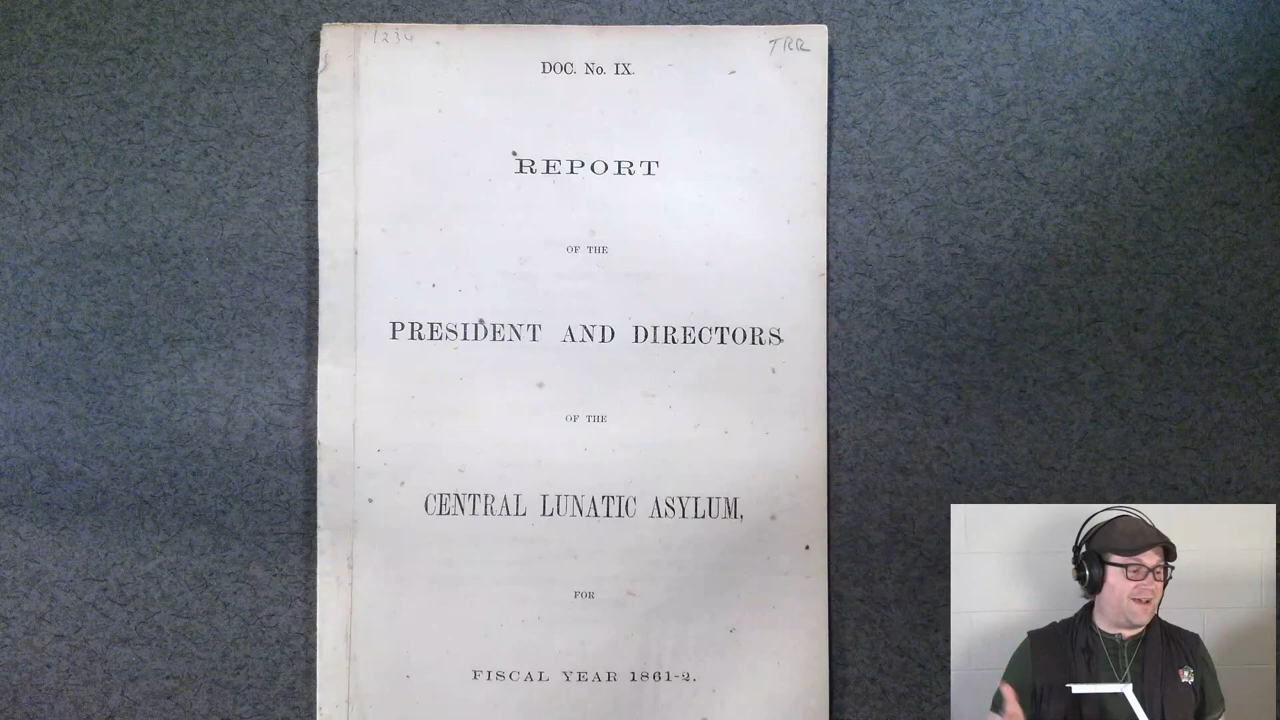 1234
TRR
DOC. No. IX.
REPORT
OF THE
PRESIDENT AND DIRECTORS
OF THE
CENTRAL LUNATIC ASYLUM,
FOR
FISCAL YEAR 1861-2.